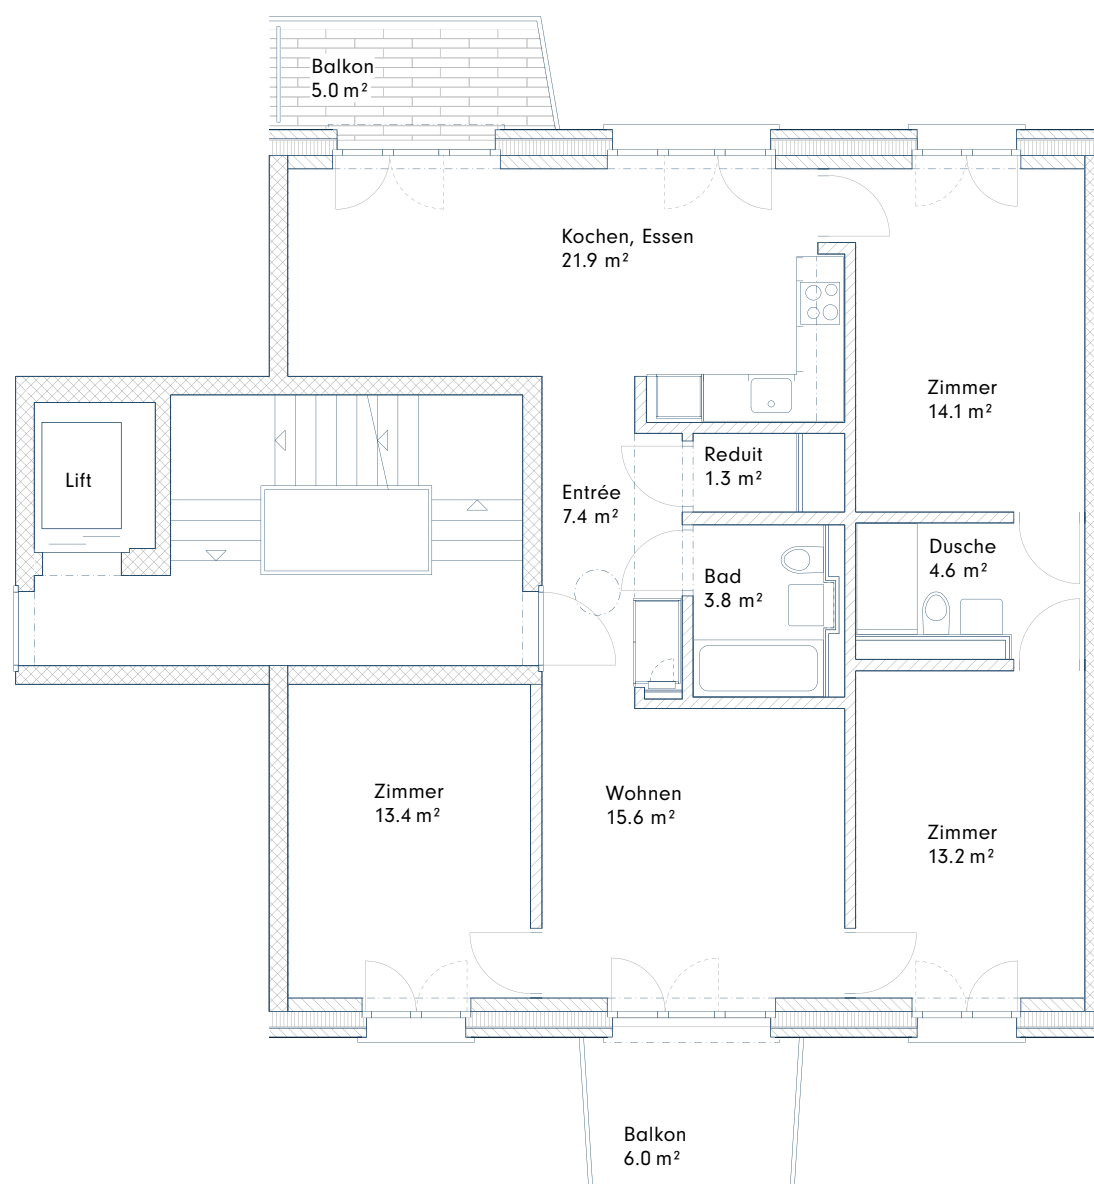 Balkon
5.0 m²
Kochen, Essen
21.9 m²
Zimmer
14.1 m²
Reduit
1.3 m²
Lift
Entrée
7.4 m²
Dusche
4.6 m²
Bad
3.8 m²
Zimmer
13.4 m²
Wohnen
15.6 m²
Zimmer
13.2 m²
Balkon
6.0 m²